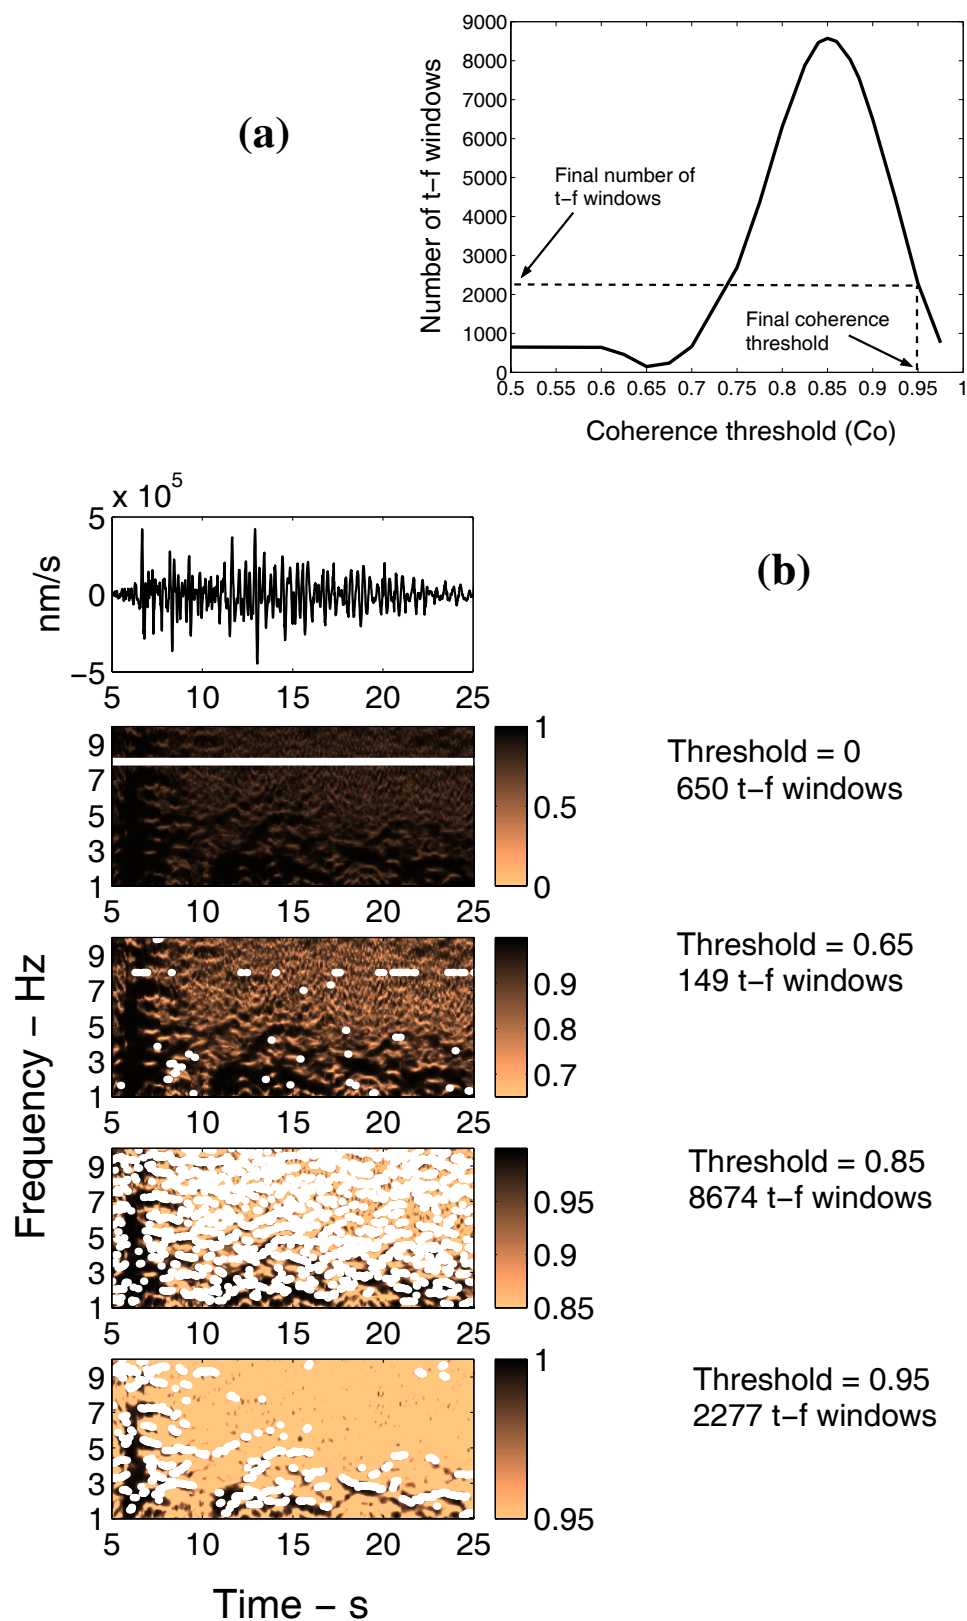 (a)
Number of t−f windows
9000
8000
7000
6000
5000
4000
3000
2000
1000
0
Final number of
t−f windows
Final coherence
threshold
0.5 0.55 0.6 0.65 0.7 0.75 0.8 0.85 0.9 0.95 1
Coherence threshold (Co)
(b)
x 10^5
nm/s
5
0
−5
5 10 15 20 25
Frequency − Hz
9
7
5
3
1
5 10 15 20 25
1
0.5
0
Threshold = 0
650 t−f windows
9
7
5
3
1
5 10 15 20 25
0.9
0.8
0.7
Threshold = 0.65
149 t−f windows
9
7
5
3
1
5 10 15 20 25
0.95
0.9
0.85
Threshold = 0.85
8674 t−f windows
9
7
5
3
1
5 10 15 20 25
1
0.95
Threshold = 0.95
2277 t−f windows
Time − s